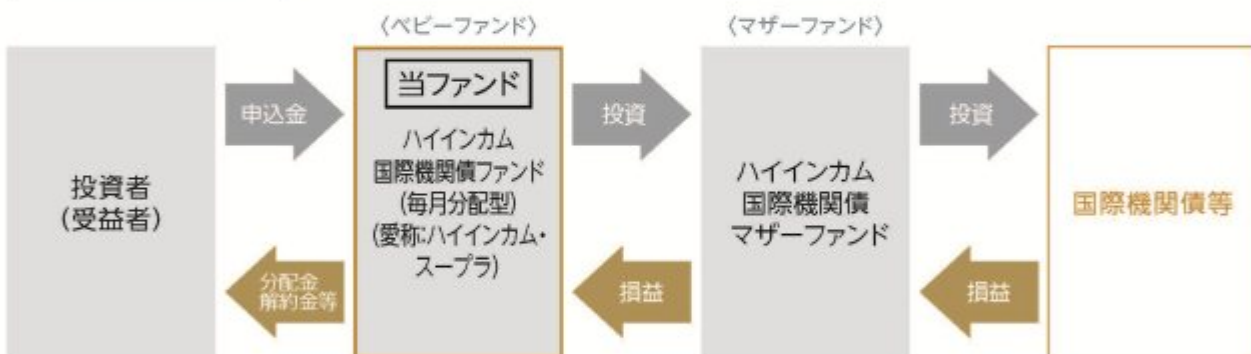 〈ベビーファンド〉
〈マザーファンド〉
投資者
(受益者)
申込金
分配金
解約金等
当ファンド
ハイインカム
国際機関債ファンド
(毎月分配型)
(愛称:ハイインカム・
スープラ)
投資
損益
ハイインカム
国際機関債
マザーファンド
投資
損益
国際機関債等